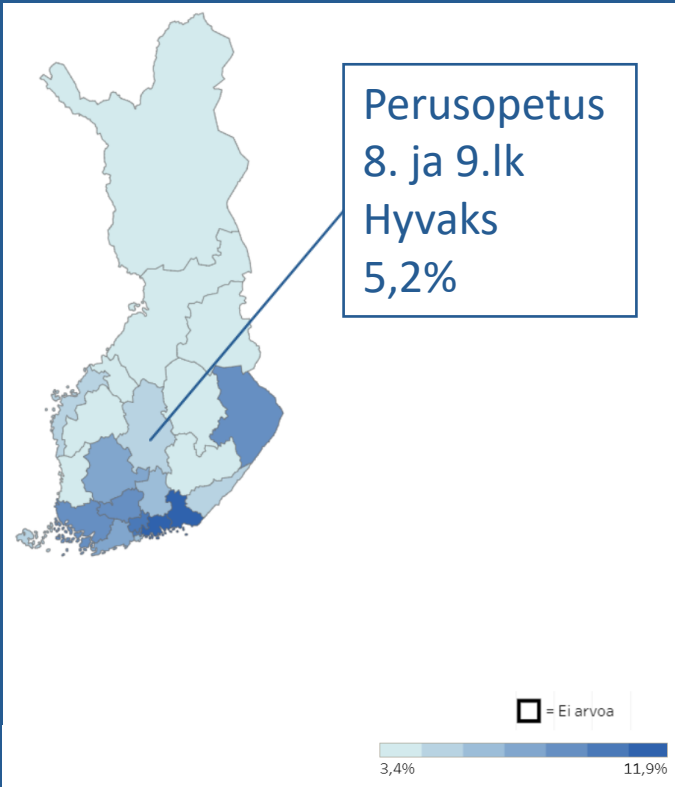 Perusopetus
8. ja 9.lk
Hyvaks
5,2%
= Ei arvoa
3,4%
11,9%